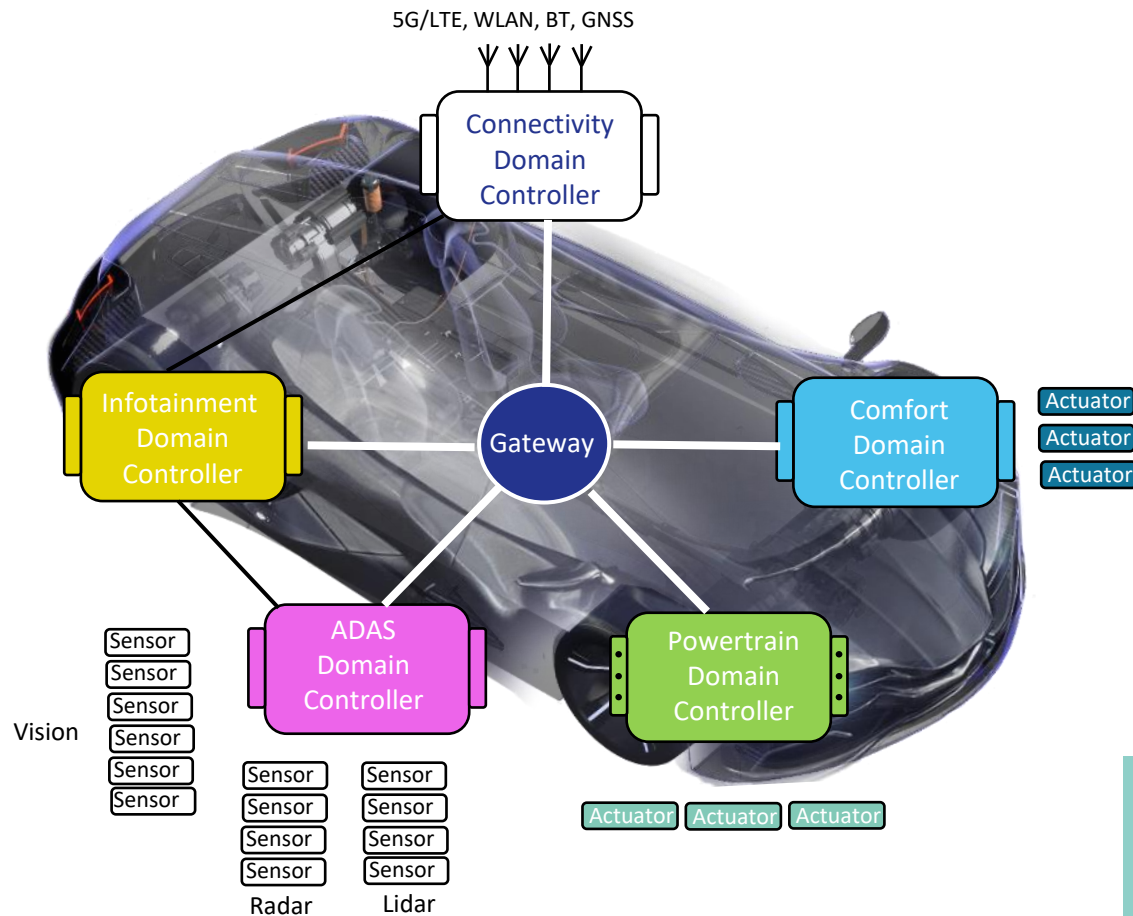 5G/LTE, WLAN, BT, GNSS
Connectivity
Domain
Controller
Infotainment
Domain
Controller
Gateway
Comfort
Domain
Controller
Actuator
Actuator
Actuator
ADAS
Domain
Controller
Powertrain
Domain
Controller
Vision
Sensor
Sensor
Sensor
Sensor
Sensor
Sensor
Sensor
Sensor
Sensor
Sensor
Radar
Sensor
Sensor
Sensor
Sensor
Lidar
Actuator
Actuator
Actuator